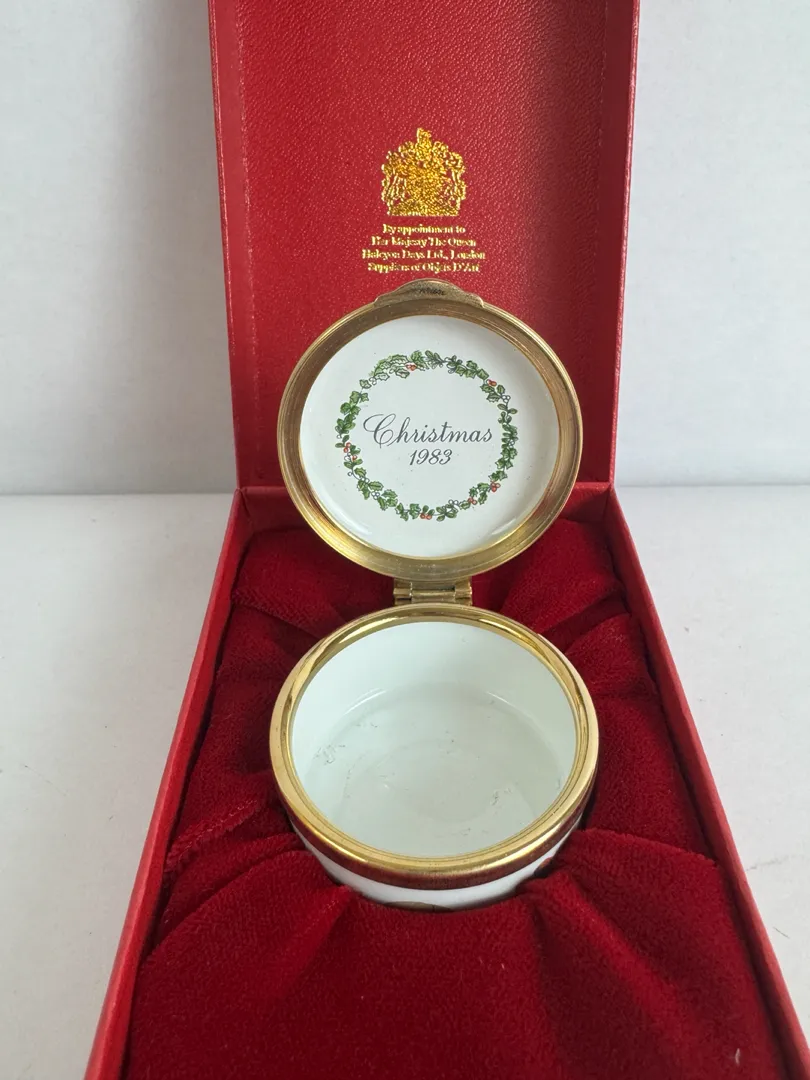 By appointment to
Her Majesty The Queen
Halcyon Days Ltd., London
Suppliers of Objets D'Art
Christmas
1983